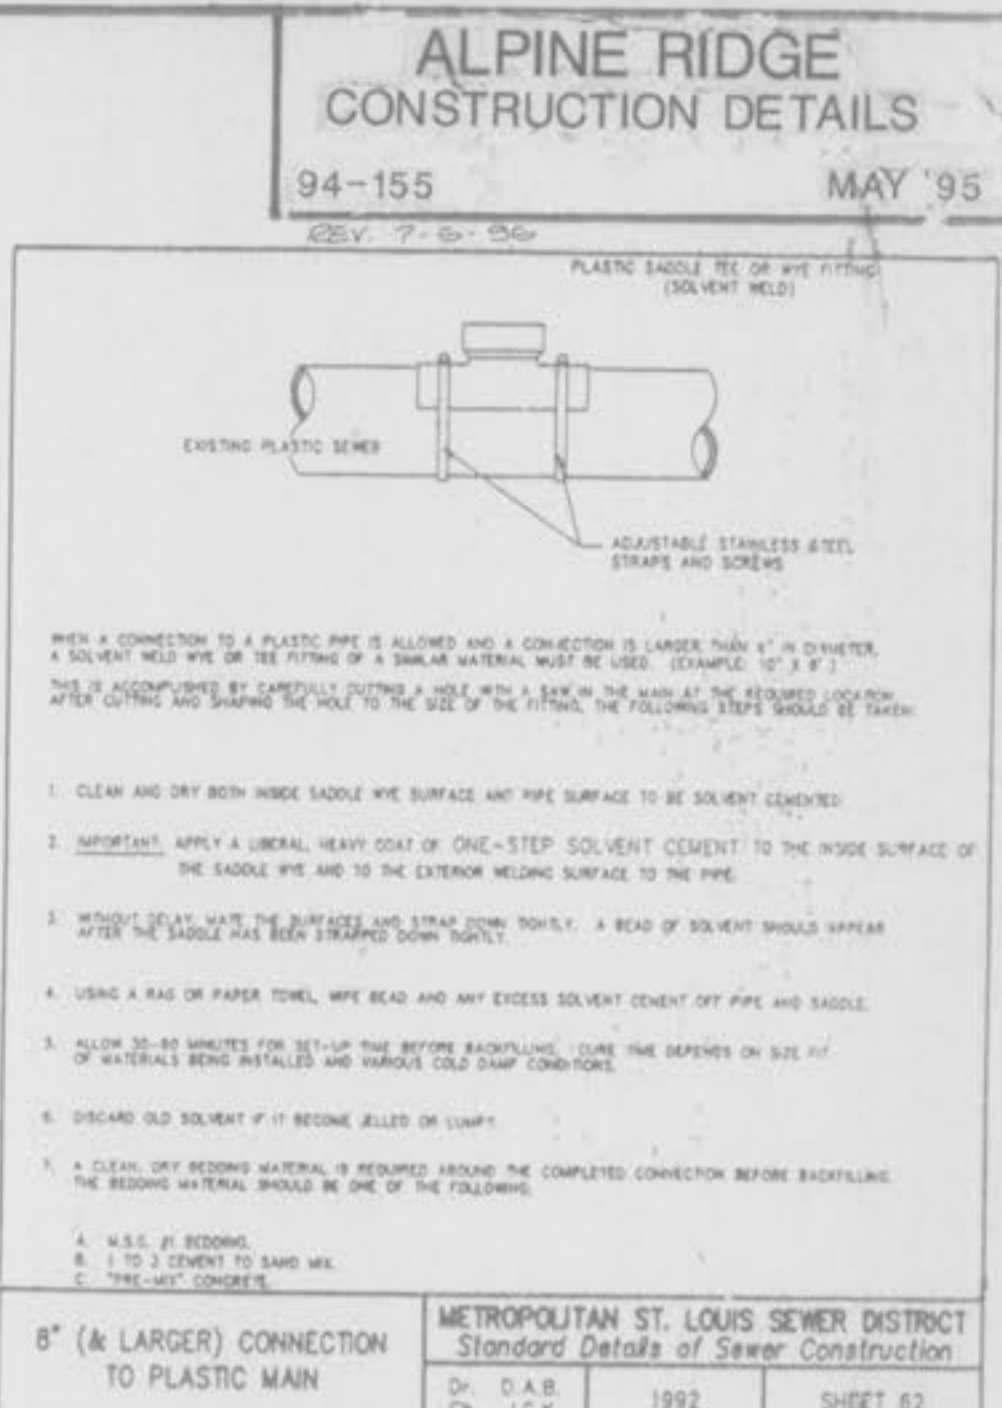 ALPINE RIDGE
CONSTRUCTION DETAILS
94-155 MAY '95
REV. 7-6-96
PLASTIC SADDLE TEE OR WYE FITTING
(SOLVENT WELD)
EXISTING PLASTIC SEWER
ADJUSTABLE STAINLESS STEEL
STRAPS AND SCREWS
WHEN A CONNECTION TO A PLASTIC PIPE IS ALLOWED AND A CONNECTION IS LARGER THAN IN DIAMETER,
A SOLVENT WELD WYE OR TEE FITTING OF A SIMILAR MATERIAL MUST BE USED. (EXAMPLE: 10" X 8")
THIS IS ACCOMPLISHED BY CAREFULLY CUTTING A HOLE WITH A SAW IN THE MAIN AT THE REQUIRED LOCATION
AFTER CUTTING AND SHAPING THE HOLE TO THE SIZE OF THE FITTING, THE FOLLOWING STEPS SHOULD BE TAKEN:
1. CLEAN AND DRY BOTH INSIDE SADDLE WYE SURFACE AND PIPE SURFACE TO BE SOLVENT CEMENTED
2. IMPORTANT: APPLY A LIBERAL, HEAVY COAT OF ONE-STEP SOLVENT CEMENT TO THE INSIDE SURFACE OF
THE SADDLE WYE AND TO THE EXTERIOR WELDING SURFACE TO THE PIPE.
3. WITHOUT DELAY, MATE THE SURFACES AND STRAP DOWN TIGHTLY. A BEAD OF SOLVENT SHOULD APPEAR
AFTER THE SADDLE HAS BEEN STRAPPED DOWN TIGHTLY.
4. USING A RAG OR PAPER TOWEL, WIPE BEAD AND ANY EXCESS SOLVENT CEMENT OFF PIPE AND SADDLE.
5. ALLOW MINUTES FOR SET-UP TIME BEFORE BACKFILLING. CURE TIME DEPENDS ON SIZE FIT
OF MATERIALS BEING INSTALLED AND VARIOUS COLD DAMP CONDITIONS.
6. DISCARD OLD SOLVENT IF IT BECOME JELLED OR LUMPY
7. A CLEAN, DRY BEDDING MATERIAL IS REQUIRED AROUND THE COMPLETED CONNECTION BEFORE BACKFILLING.
THE BEDDING MATERIAL SHOULD BE ONE OF THE FOLLOWING:
A. #1 BEDDING.
B. 1 TO 3 CEMENT TO SAND MIX.
C. "PRE-MIX" CONCRETE.
8" (& LARGER) CONNECTION
TO PLASTIC MAIN
METROPOLITAN ST. LOUIS SEWER DISTRICT
Standard Details of Sewer Construction
Dr. D.A.B.
1992
SHEET 62